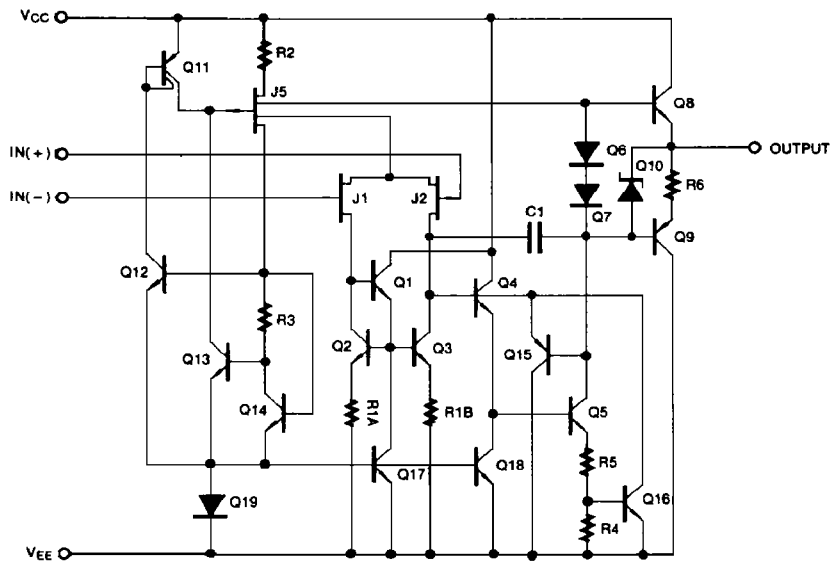 VCC
R2
Q11
J5
Q8
IN(+)
Q6
Q10
OUTPUT
R6
IN(−)
J1
J2
Q7
C1
Q9
Q12
Q1
Q4
R3
Q2
Q3
Q15
Q13
Q14
R1A
R1B
Q5
R5
Q17
Q18
Q16
Q19
R4
VEE